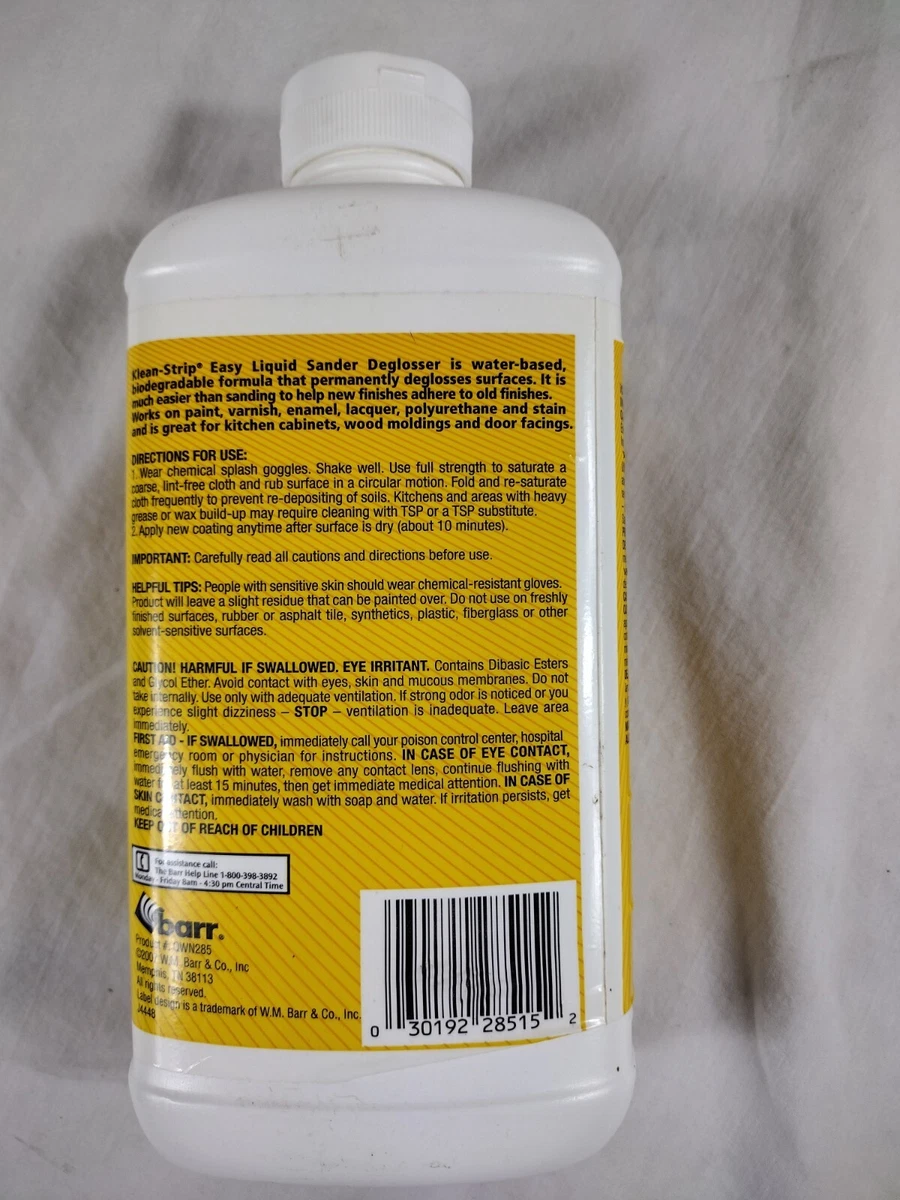 Klean-Strip® Easy Liquid Sander Deglosser is water-based,
biodegradable formula that permanently deglosses surfaces. It is
much easier than sanding to help new finishes adhere to old finishes.
Works on paint, varnish, enamel, lacquer, polyurethane and stain
and is great for kitchen cabinets, wood moldings and door facings.
DIRECTIONS FOR USE:
1. Wear chemical splash goggles. Shake well. Use full strength to saturate a
coarse, lint-free cloth and rub surface in a circular motion. Fold and re-saturate
cloth frequently to prevent re-depositing of soils. Kitchens and areas with heavy
grease or wax build-up may require cleaning with TSP or a TSP substitute.
2. Apply new coating anytime after surface is dry (about 10 minutes).
IMPORTANT: Carefully read all cautions and directions before use.
HELPFUL TIPS: People with sensitive skin should wear chemical-resistant gloves.
Product will leave a slight residue that can be painted over. Do not use on freshly
finished surfaces, rubber or asphalt tile, synthetics, plastic, fiberglass or other
solvent-sensitive surfaces.
CAUTION! HARMFUL IF SWALLOWED. EYE IRRITANT. Contains Dibasic Esters
and Glycol Ether. Avoid contact with eyes, skin and mucous membranes. Do not
take internally. Use only with adequate ventilation. If strong odor is noticed or you
experience slight dizziness – STOP – ventilation is inadequate. Leave area
immediately.
FIRST AID - IF SWALLOWED, immediately call your poison control center, hospital
emergency room or physician for instructions. IN CASE OF EYE CONTACT,
immediately flush with water, remove any contact lens, continue flushing with
water for at least 15 minutes, then get immediate medical attention. IN CASE OF
SKIN CONTACT, immediately wash with soap and water. If irritation persists, get
medical attention.
KEEP OUT OF REACH OF CHILDREN
For assistance call:
The Barr Help Line 1-800-398-3892
Monday - Friday 8am - 4:30 pm Central Time
barr®
Product #: QWN285
W.M. Barr & Co., Inc
Memphis, TN 38113
All rights reserved.
Label design is a trademark of W.M. Barr & Co., Inc.
J4448
0 30192 28515 2